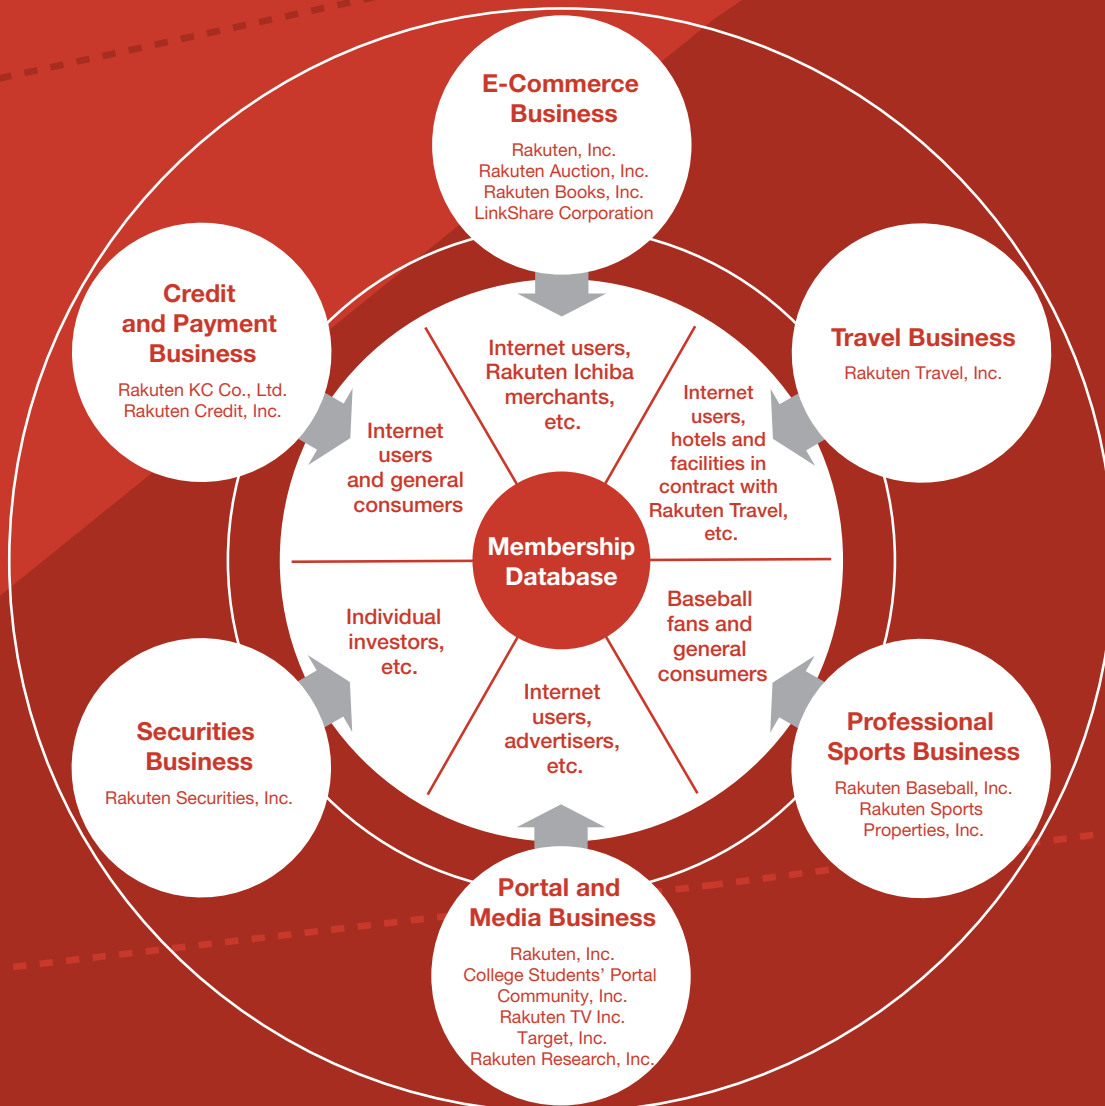 E-Commerce
Business
Rakuten, Inc.
Rakuten Auction, Inc.
Rakuten Books, Inc.
LinkShare Corporation
Credit
and Payment
Business
Rakuten KC Co., Ltd.
Rakuten Credit, Inc.
Travel Business
Rakuten Travel, Inc.
Internet users,
Rakuten Ichiba
merchants,
etc.
Internet
users
and general
consumers
Internet
users,
hotels and
facilities in
contract with
Rakuten Travel,
etc.
Membership
Database
Individual
investors,
etc.
Baseball
fans and
general
consumers
Internet
users,
advertisers,
etc.
Securities
Business
Rakuten Securities, Inc.
Professional
Sports Business
Rakuten Baseball, Inc.
Rakuten Sports
Properties, Inc.
Portal and
Media Business
Rakuten, Inc.
College Students’ Portal
Community, Inc.
Rakuten TV Inc.
Target, Inc.
Rakuten Research, Inc.